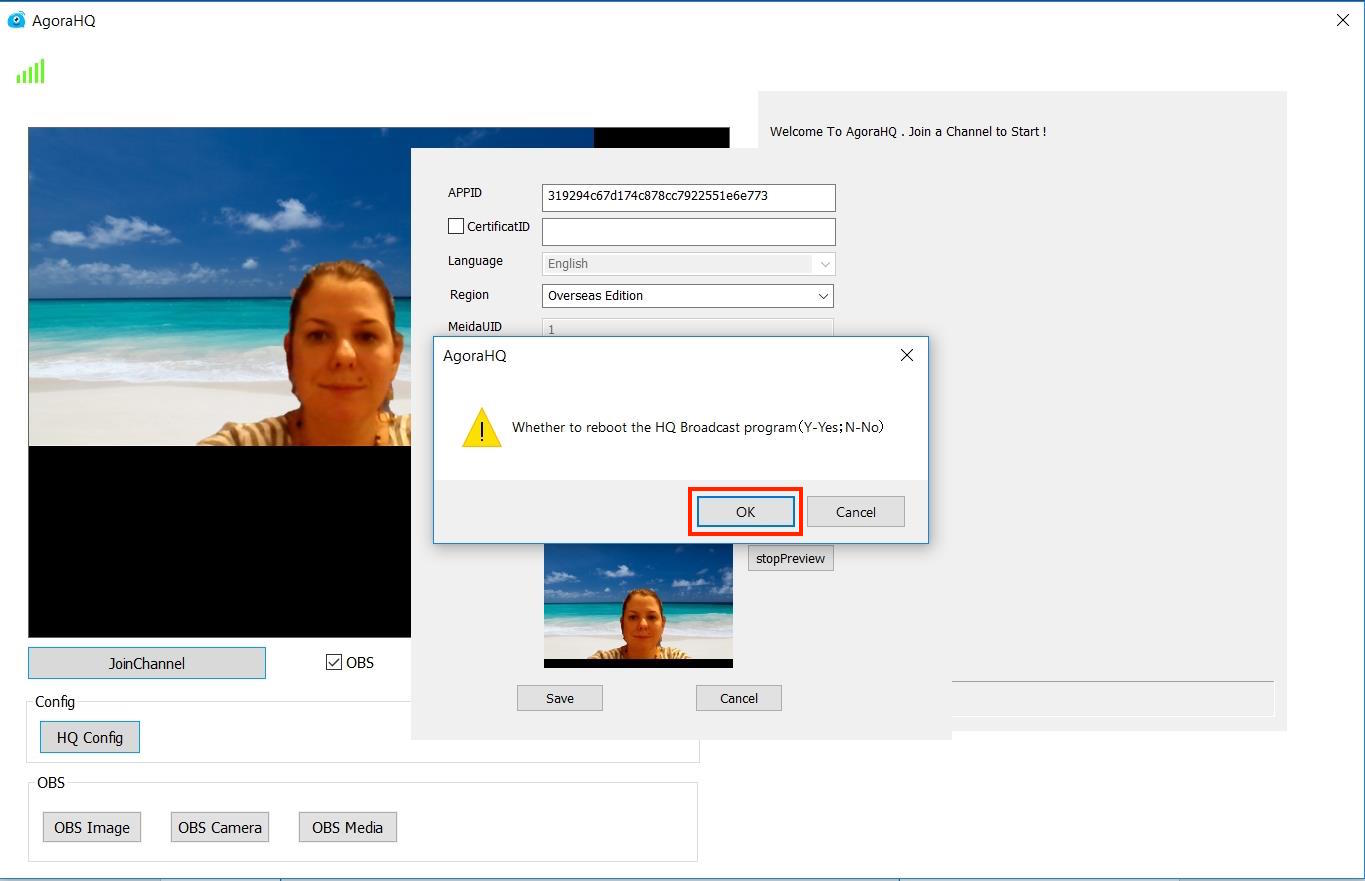 AgoraHQ
Welcome To AgoraHQ . Join a Channel to Start !
APPID
319294c67d174c878cc7922551e6e773
CertificatID
Language
English
Region
Overseas Edition
MeidaUID
1
AgoraHQ
Whether to reboot the HQ Broadcast program(Y-Yes;N-No)
OK
Cancel
stopPreview
Save
Cancel
JoinChannel
OBS
Config
HQ Config
OBS
OBS Image
OBS Camera
OBS Media